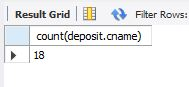 Result Grid Filter Rows:
count(deposit.cname)
18